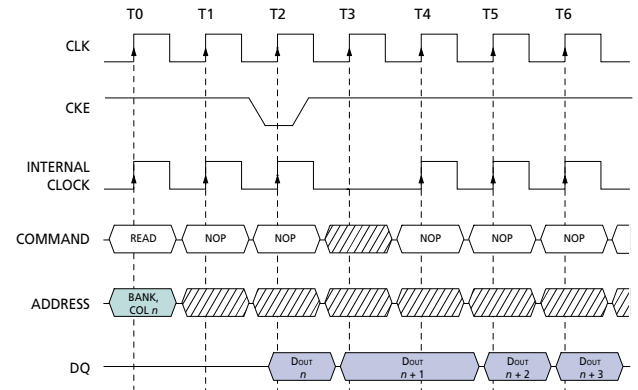 T0 T1 T2 T3 T4 T5 T6
CLK
CKE
INTERNAL
CLOCK
COMMAND READ NOP NOP NOP NOP NOP
ADDRESS BANK,
COL n
DQ DOUT DOUT DOUT DOUT
n n + 1 n + 2 n + 3